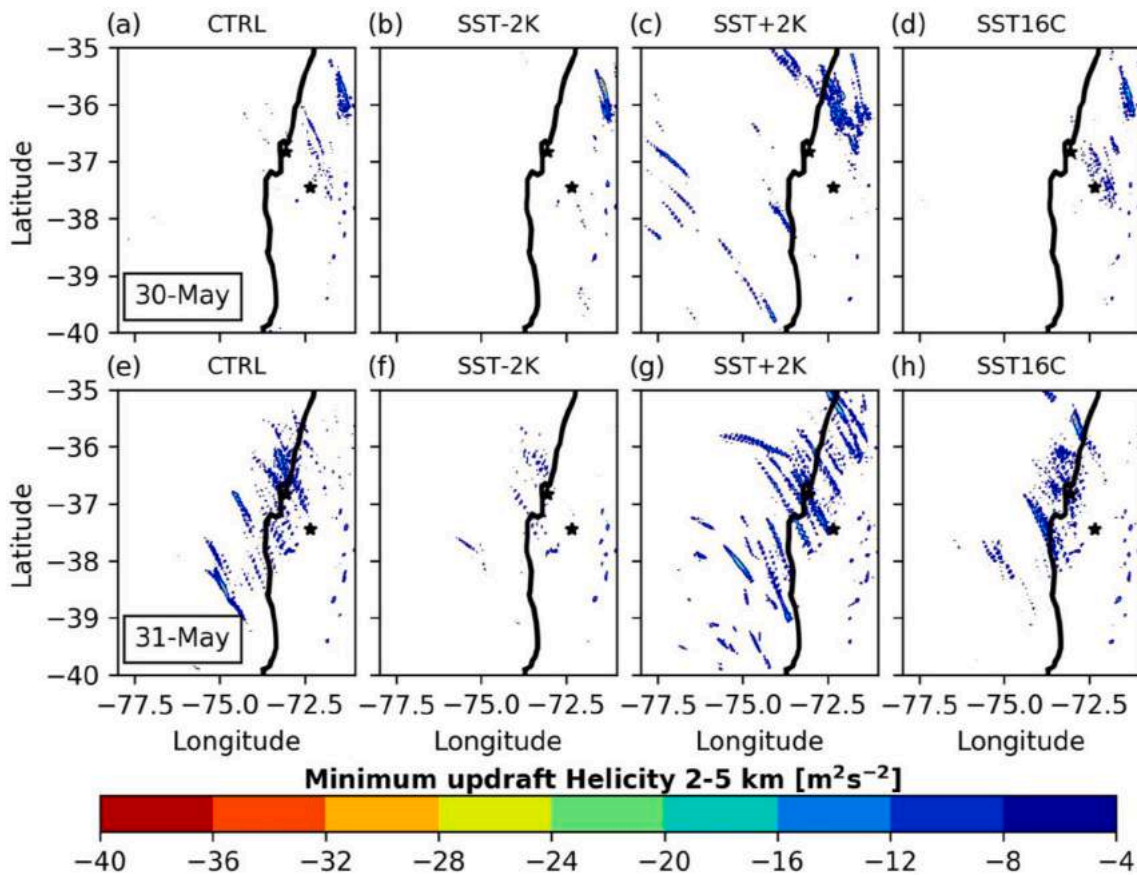 (a) CTRL (b) SST-2K (c) SST+2K (d) SST16C
−35
−36
−37
−38
−39
−40
Latitude
30-May
(e) CTRL (f) SST-2K (g) SST+2K (h) SST16C
−35
−36
−37
−38
−39
−40
Latitude
31-May
−77.5 −75.0 −72.5 −77.5 −75.0 −72.5 −77.5 −75.0 −72.5 −77.5 −75.0 −72.5
Longitude Longitude Longitude Longitude
Minimum updraft Helicity 2-5 km [m²s⁻²]
−40 −36 −32 −28 −24 −20 −16 −12 −8 −4